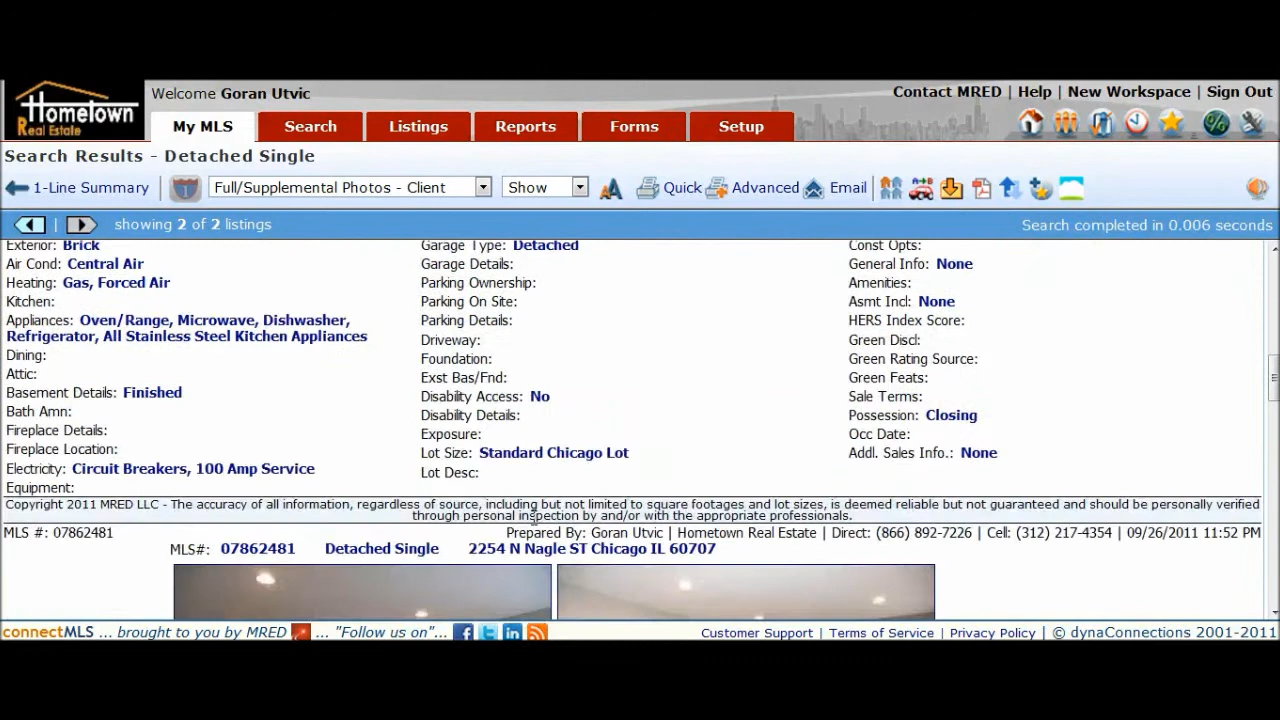 Hometown
Real Estate
Welcome Goran Utvic
Contact MRED | Help | New Workspace | Sign Out
My MLS Search Listings Reports Forms Setup
Search Results - Detached Single
1-Line Summary Full/Supplemental Photos - Client Show Quick Advanced Email
showing 2 of 2 listings Search completed in 0.006 seconds
Exterior: Brick
Air Cond: Central Air
Heating: Gas, Forced Air
Kitchen:
Appliances: Oven/Range, Microwave, Dishwasher,
Refrigerator, All Stainless Steel Kitchen Appliances
Dining:
Attic:
Basement Details: Finished
Bath Amn:
Fireplace Details:
Fireplace Location:
Electricity: Circuit Breakers, 100 Amp Service
Equipment:
Garage Type: Detached
Garage Details:
Parking Ownership:
Parking On Site:
Parking Details:
Driveway:
Foundation:
Exst Bas/Fnd:
Disability Access: No
Disability Details:
Exposure:
Lot Size: Standard Chicago Lot
Lot Desc:
Const Opts:
General Info: None
Amenities:
Asmt Incl: None
HERS Index Score:
Green Discl:
Green Rating Source:
Green Feats:
Sale Terms:
Possession: Closing
Occ Date:
Addl. Sales Info.: None
Copyright 2011 MRED LLC - The accuracy of all information, regardless of source, including but not limited to square footages and lot sizes, is deemed reliable but not guaranteed and should be personally verified
through personal inspection by and/or with the appropriate professionals.
MLS #: 07862481 Prepared By: Goran Utvic | Hometown Real Estate | Direct: (866) 892-7226 | Cell: (312) 217-4354 | 09/26/2011 11:52 PM
MLS#: 07862481 Detached Single 2254 N Nagle ST Chicago IL 60707
connectMLS ... brought to you by MRED ... "Follow us on"... Customer Support | Terms of Service | Privacy Policy | © dynaConnections 2001-2011